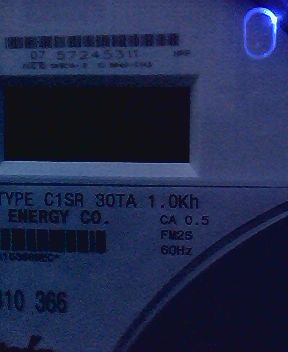 07 57245311
TYPE C1SR 30TA 1.0Kh
ENERGY CO.
CA 0.5
FM2S
60Hz
310 366